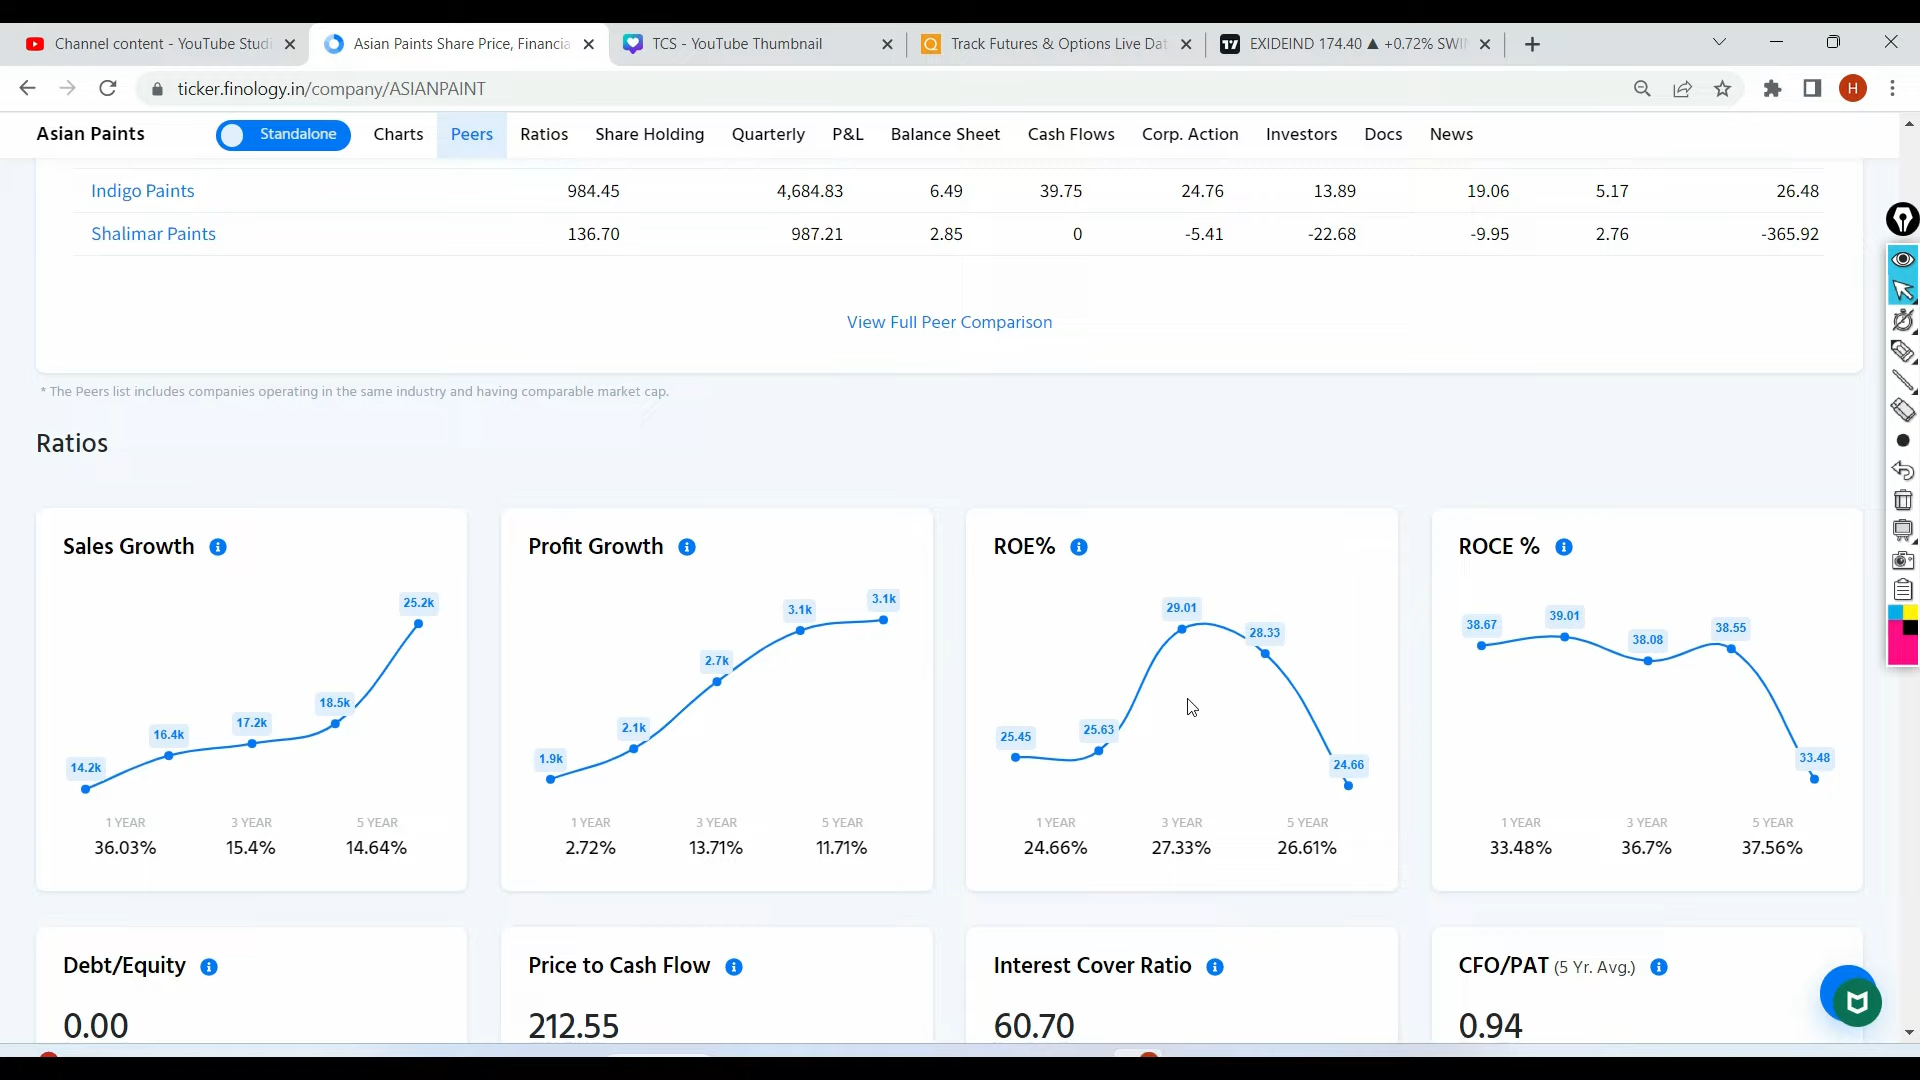 Channel content - YouTube Studi
Asian Paints Share Price, Financia
TCS - YouTube Thumbnail
Track Futures & Options Live Dat
EXIDEIND 174.40 ▲ +0.72% SWI
ticker.finology.in/company/ASIANPAINT
H
Asian Paints Standalone Charts Peers Ratios Share Holding Quarterly P&L Balance Sheet Cash Flows Corp. Action Investors Docs News
Indigo Paints 984.45 4,684.83 6.49 39.75 24.76 13.89 19.06 5.17 26.48
Shalimar Paints 136.70 987.21 2.85 0 -5.41 -22.68 -9.95 2.76 -365.92
View Full Peer Comparison
* The Peers list includes companies operating in the same industry and having comparable market cap.
Ratios
Sales Growth
14.2k 16.4k 17.2k 18.5k 25.2k
1 YEAR 3 YEAR 5 YEAR
36.03% 15.4% 14.64%
Profit Growth
1.9k 2.1k 2.7k 3.1k 3.1k
1 YEAR 3 YEAR 5 YEAR
2.72% 13.71% 11.71%
ROE%
25.45 25.63 29.01 28.33 24.66
1 YEAR 3 YEAR 5 YEAR
24.66% 27.33% 26.61%
ROCE %
38.67 39.01 38.08 38.55 33.48
1 YEAR 3 YEAR 5 YEAR
33.48% 36.7% 37.56%
Debt/Equity
0.00
Price to Cash Flow
212.55
Interest Cover Ratio
60.70
CFO/PAT (5 Yr. Avg.)
0.94